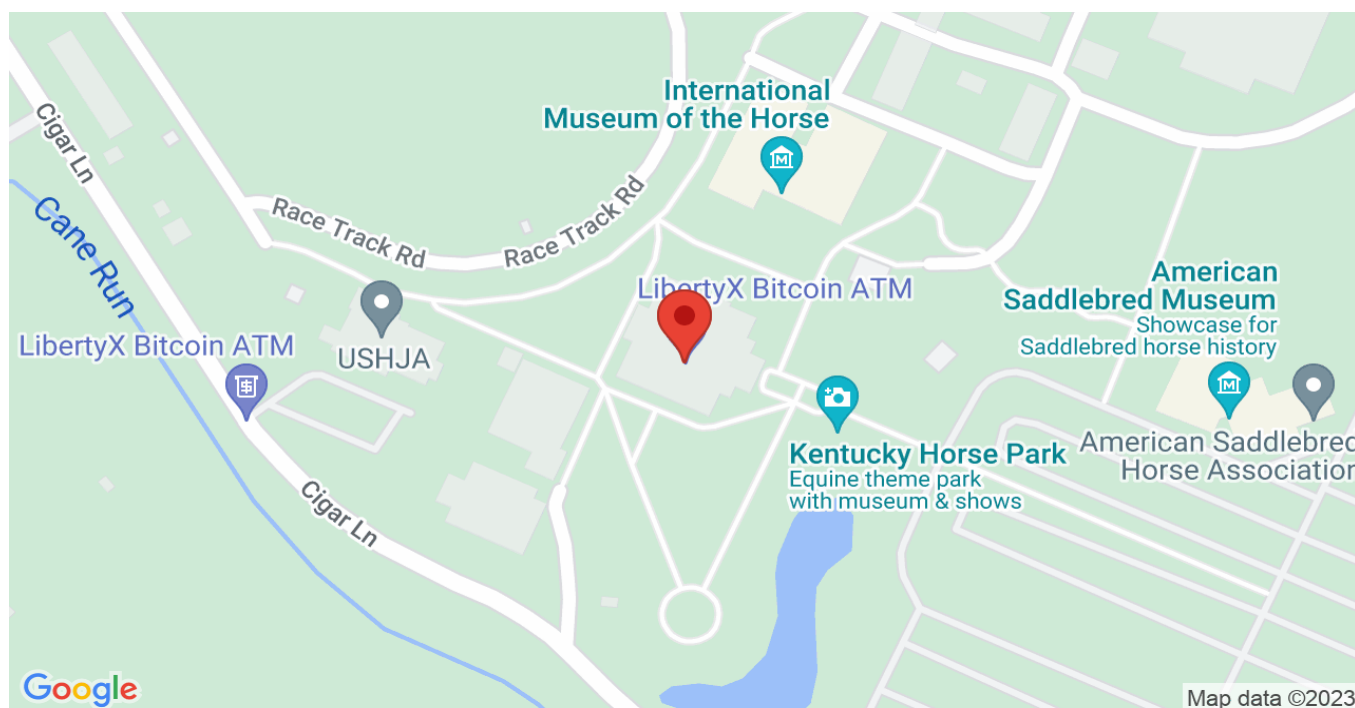 International
Museum of the Horse
Cigar Ln
Cane Run
Race Track Rd
Race Track Rd
LibertyX Bitcoin ATM
American
Saddlebred Museum
Showcase for
Saddlebred horse history
LibertyX Bitcoin ATM
USHJA
American Saddlebred
Horse Association
Kentucky Horse Park
Equine theme park
with museum & shows
Cigar Ln
Google
Map data ©2023